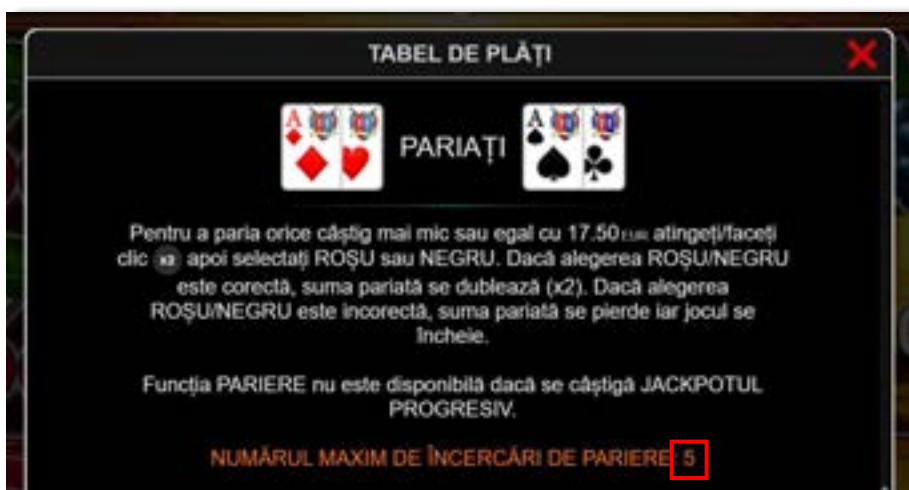 TABEL DE PLĂȚI
PARIAȚI
Pentru a paria orice câștig mai mic sau egal cu 17.50 EUR atingeți/faceți
clic x2 apoi selectați ROȘU sau NEGRU. Dacă alegerea ROȘU/NEGRU
este corectă, suma pariată se dublează (x2). Dacă alegerea
ROȘU/NEGRU este incorectă, suma pariată se pierde iar jocul se
încheie.
Funcția PARIERE nu este disponibilă dacă se câștigă JACKPOTUL
PROGRESIV.
NUMĂRUL MAXIM DE ÎNCERCĂRI DE PARIERE: 5